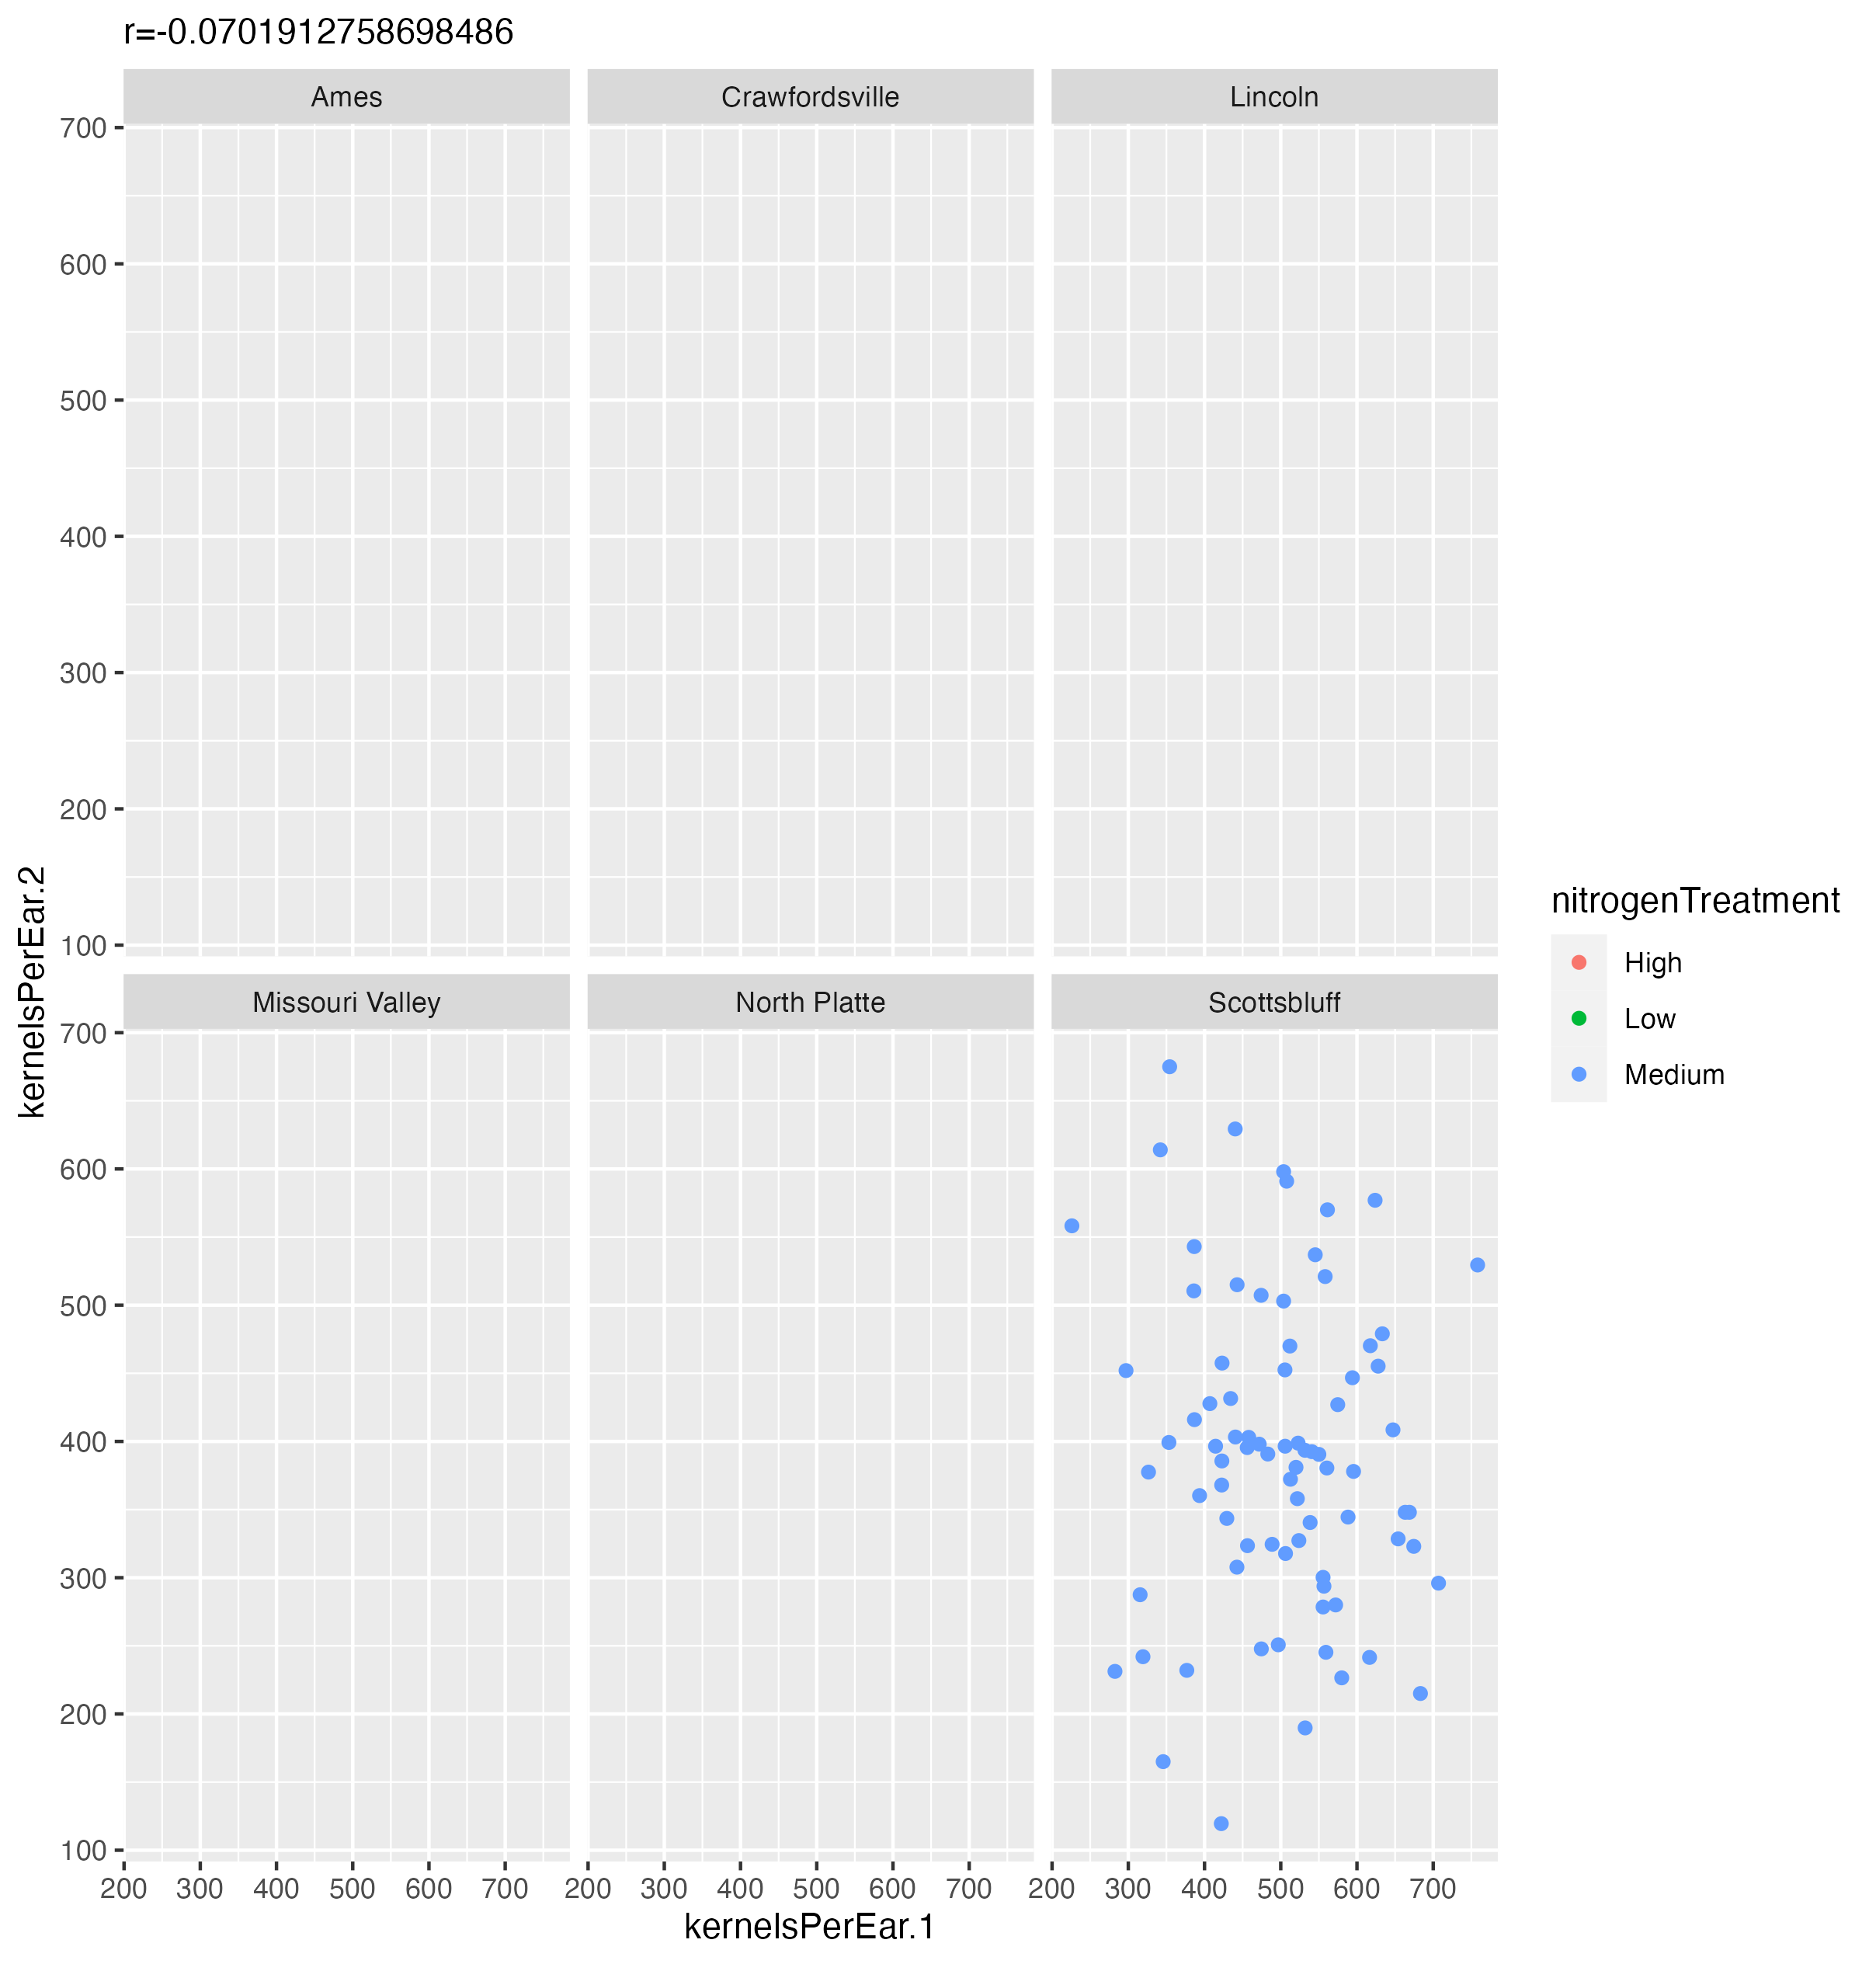 r=-0.0701912758698486
Ames
Crawfordsville
Lincoln
700
600
500
400
300
200
100
Missouri Valley
North Platte
Scottsbluff
700
600
500
400
300
200
100
200 300 400 500 600 700
200 300 400 500 600 700
200 300 400 500 600 700
kernelsPerEar.1
kernelsPerEar.2
nitrogenTreatment
High
Low
Medium